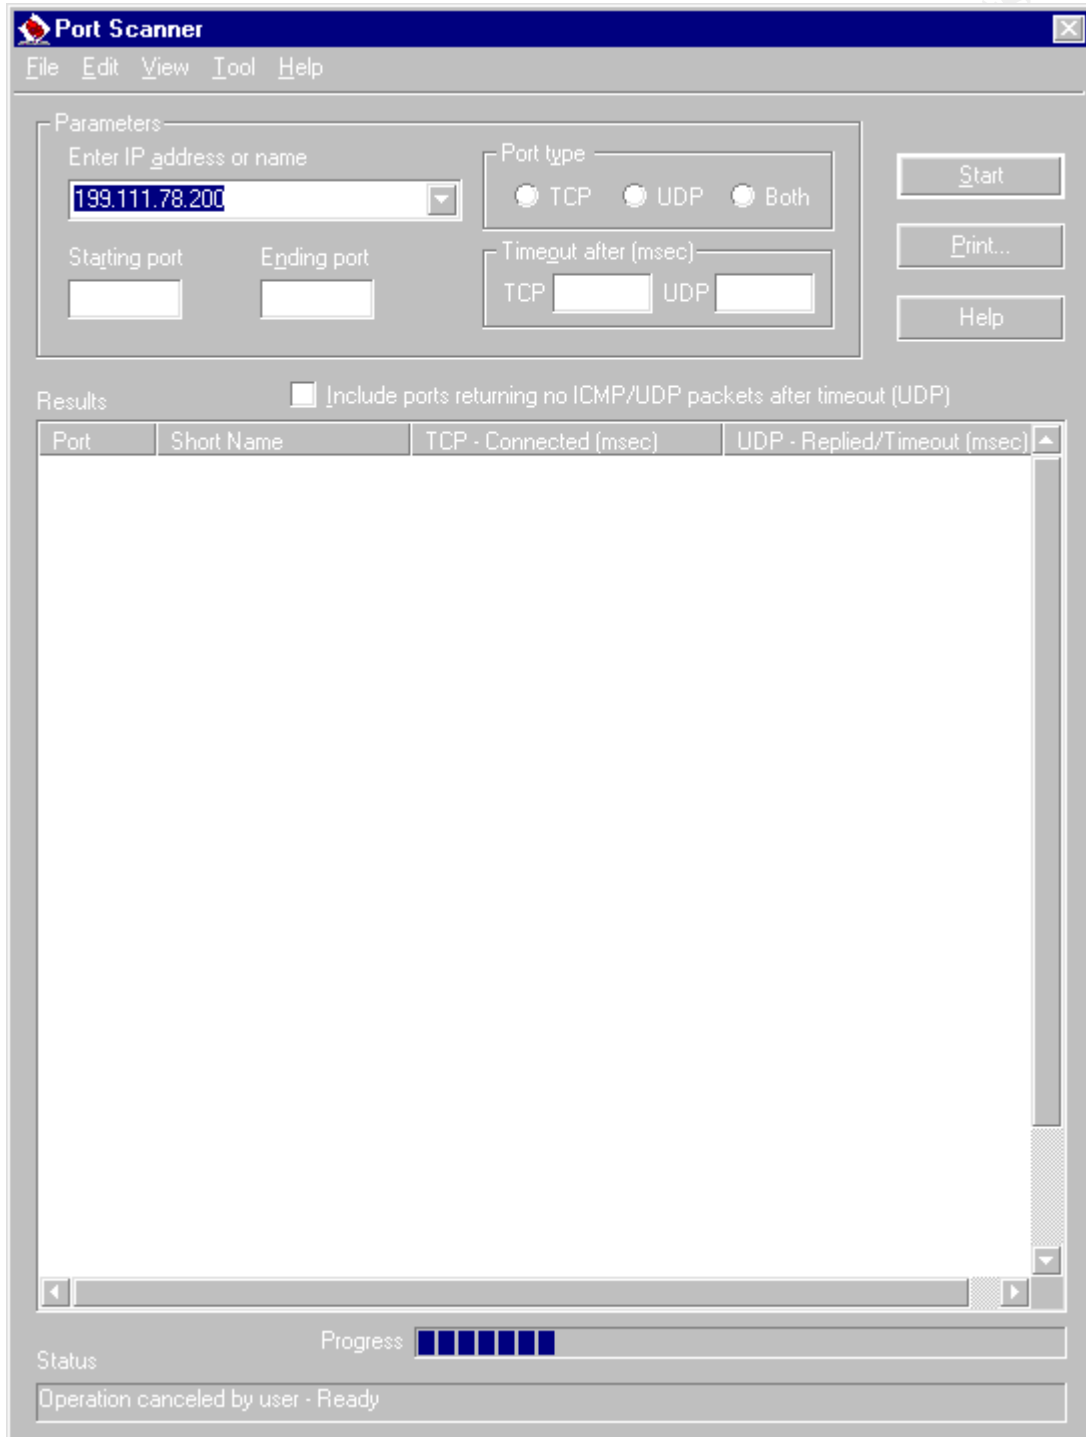 Port Scanner
File Edit View Tool Help
Parameters
Enter IP address or name
199.111.78.200
Starting port Ending port
Port type
TCP UDP Both
Timeout after (msec)
TCP UDP
Start
Print...
Help
Results
Include ports returning no ICMP/UDP packets after timeout (UDP)
Port Short Name TCP - Connected (msec) UDP - Replied/Timeout (msec)
Progress
Status
Operation canceled by user - Ready